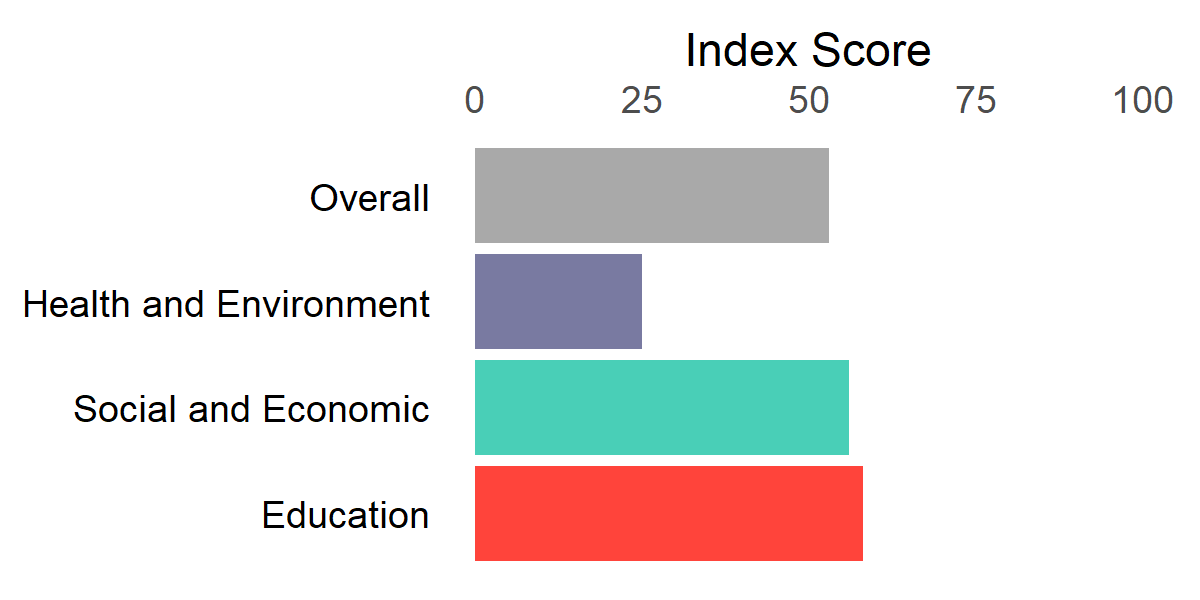 Index Score
0 25 50 75 100
Overall
Health and Environment
Social and Economic
Education